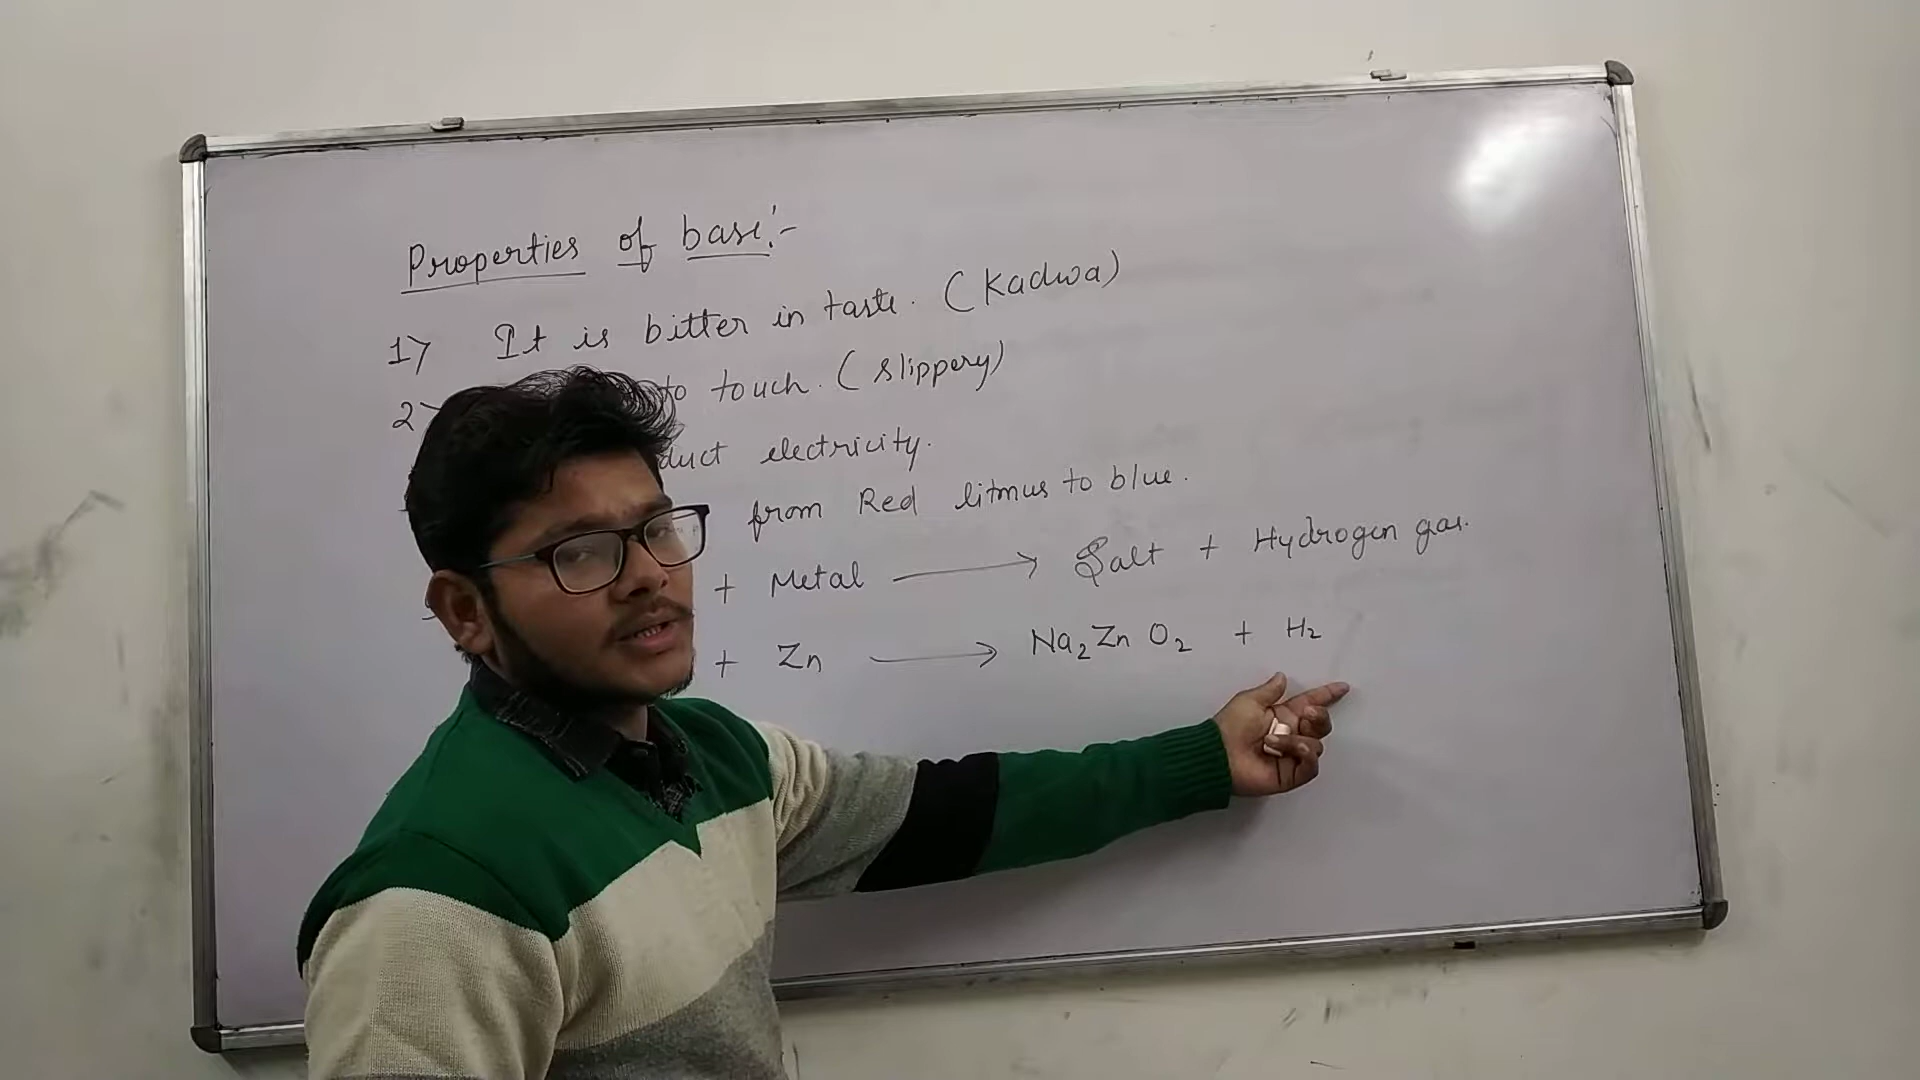 Properties of base:-
1> It is bitter in taste. (Kadwa)
2> to touch. (slippery)
duct electricity.
from Red litmus to blue.
+ Metal → Salt + Hydrogen gas.
+ Zn → Na₂ZnO₂ + H₂